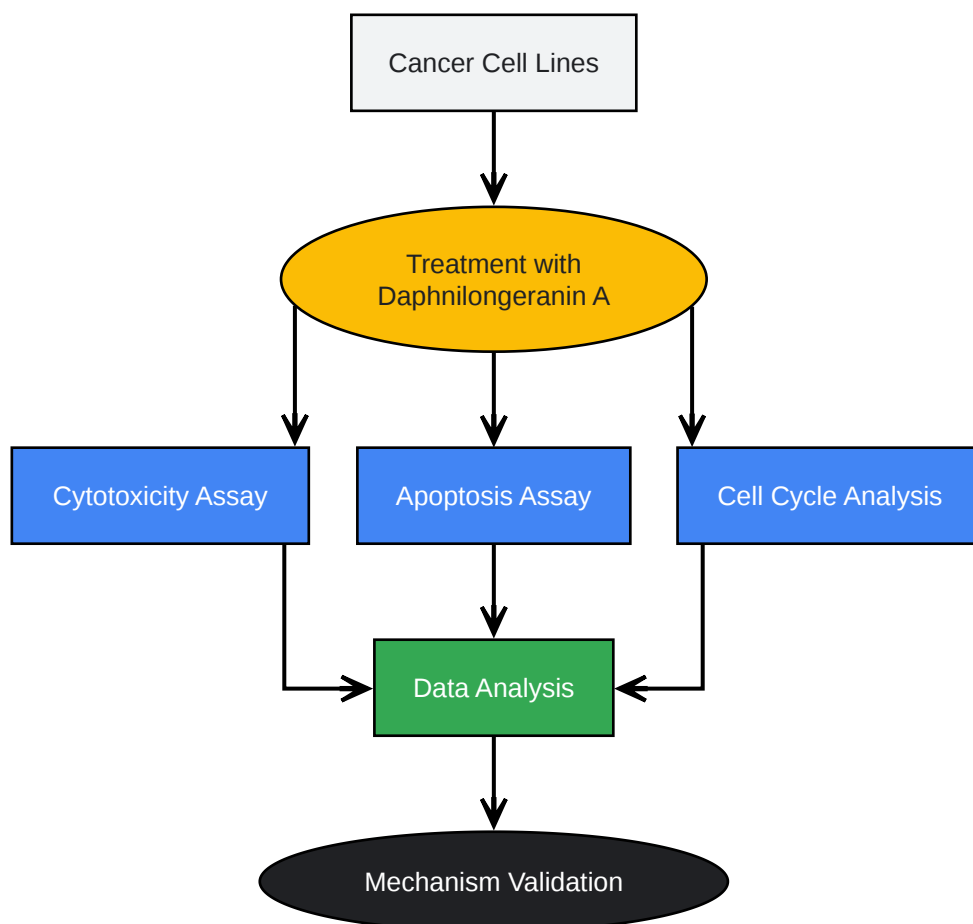 Cancer Cell Lines
Treatment with
Daphnilongeranin A
Cytotoxicity Assay
Apoptosis Assay
Cell Cycle Analysis
Data Analysis
Mechanism Validation